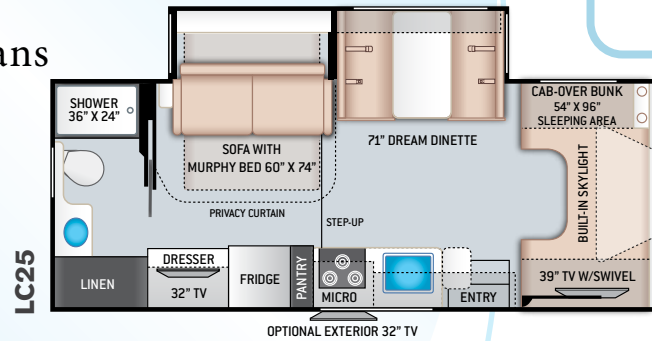 ans
SHOWER
36" X 24"
SOFA WITH
MURPHY BED 60" X 74"
71" DREAM DINETTE
CAB-OVER BUNK
54" X 96"
SLEEPING AREA
BUILT-IN SKYLIGHT
PRIVACY CURTAIN
STEP-UP
LC25
LINEN
DRESSER
32" TV
FRIDGE
PANTRY
MICRO
ENTRY
39" TV W/SWIVEL
OPTIONAL EXTERIOR 32" TV